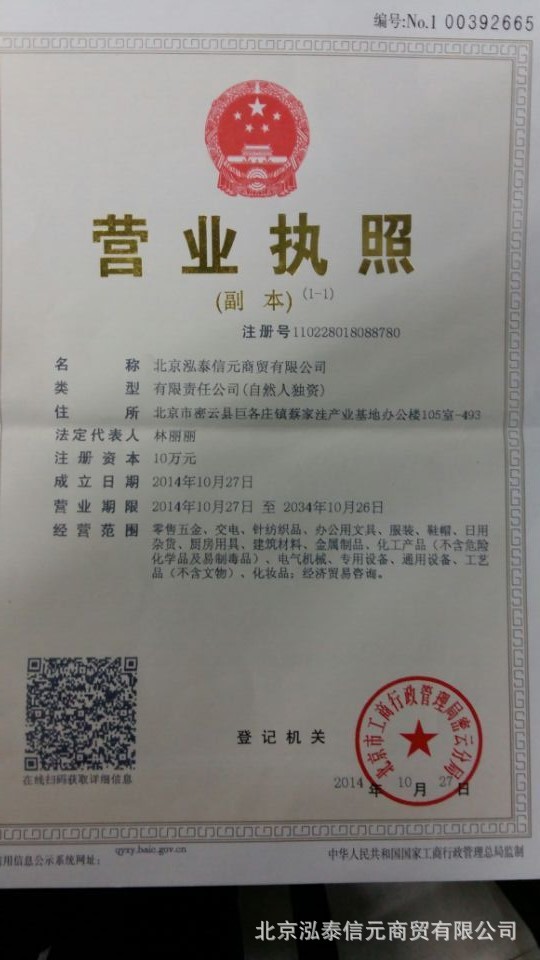 编号:No.1 00392665
营业执照
(副 本) (1-1)
注册号110228018088780
名 称 北京泓泰信元商贸有限公司
类 型 有限责任公司(自然人独资)
住 所 北京市密云县巨各庄镇蔡家洼产业基地办公楼105室-493
法定代表人 林丽丽
注册资本 10万元
成立日期 2014年10月27日
营业期限 2014年10月27日 至 2034年10月26日
经营范围 零售五金、交电、针纺织品、办公用文具、服装、鞋帽、日用
杂货、厨房用具、建筑材料、金属制品、化工产品（不含危险
化学品及易制毒品）、电气机械、专用设备、通用设备、工艺
品（不含文物）、化妆品；经济贸易咨询。
在线扫码获取详细信息
登记机关
北京市工商行政管理局密云分局
2014 年 10 月 27 日
信用信息公示系统网址：
qyxy.baic.gov.cn
中华人民共和国国家工商行政管理总局监制
北京泓泰信元商贸有限公司